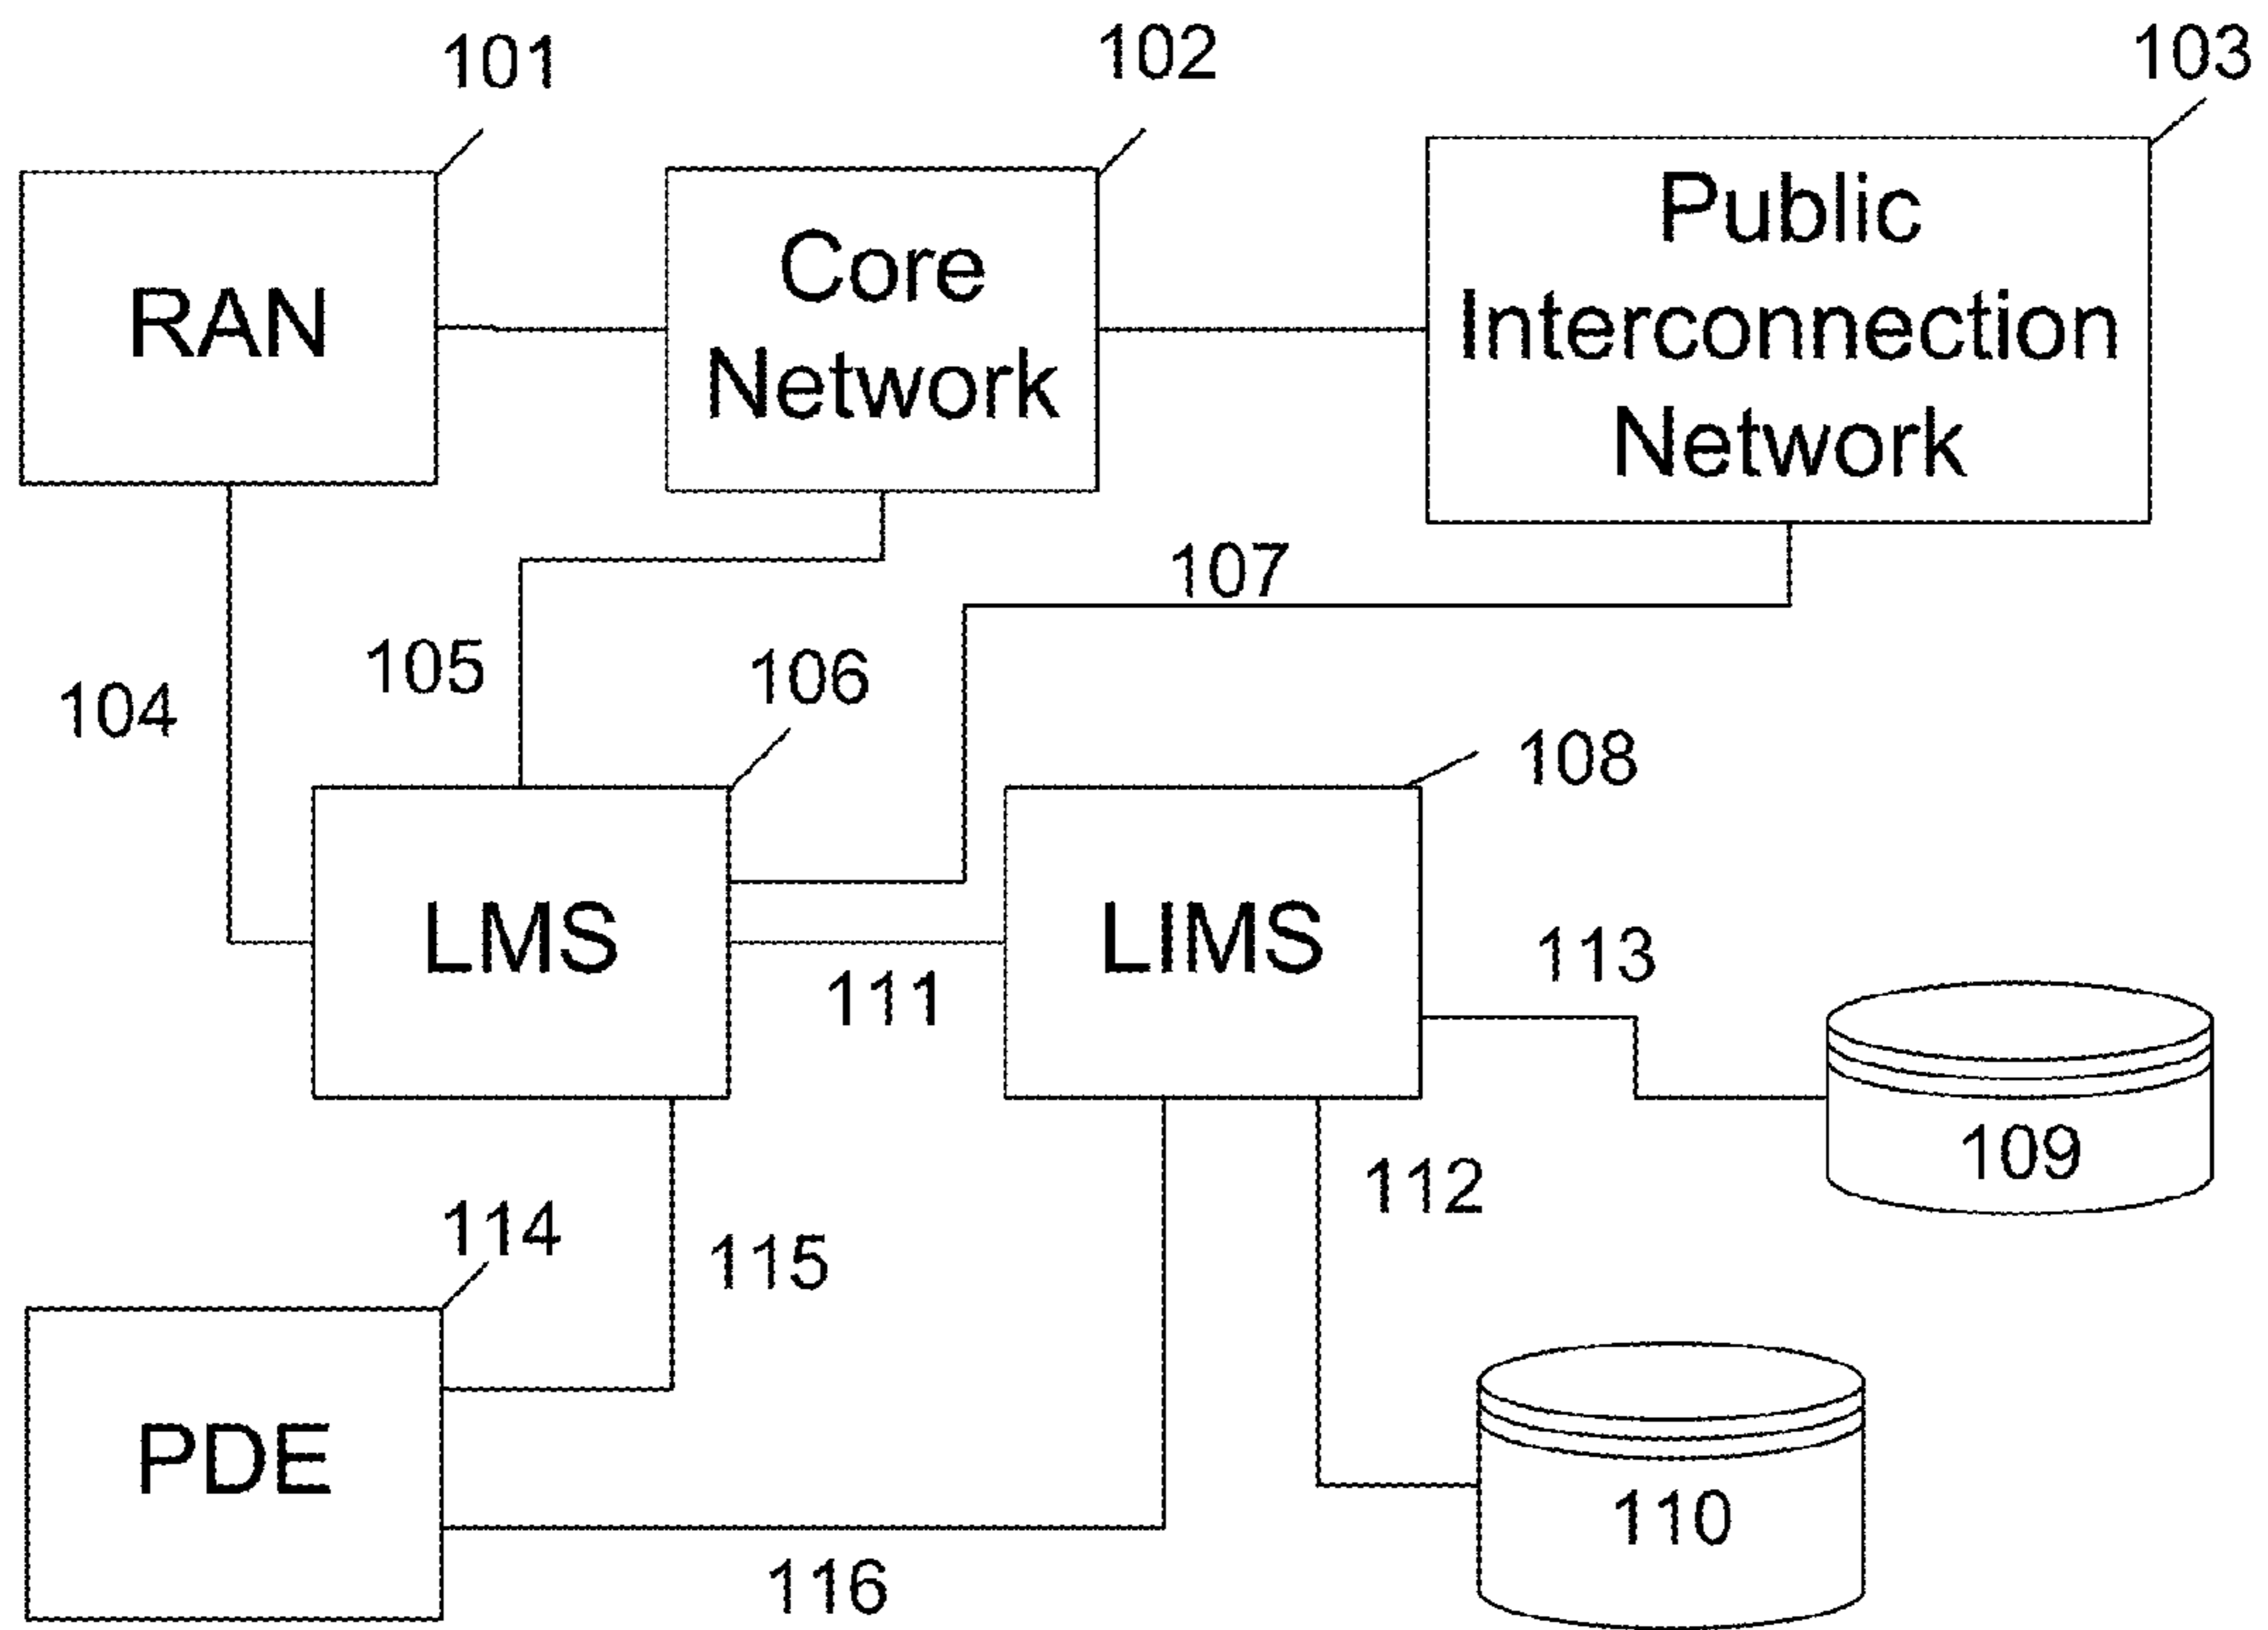 101
102
103
RAN
Core
Network
Public
Interconnection
Network
107
105
106
104
108
LMS
LIMS
113
111
109
112
114
115
110
PDE
116